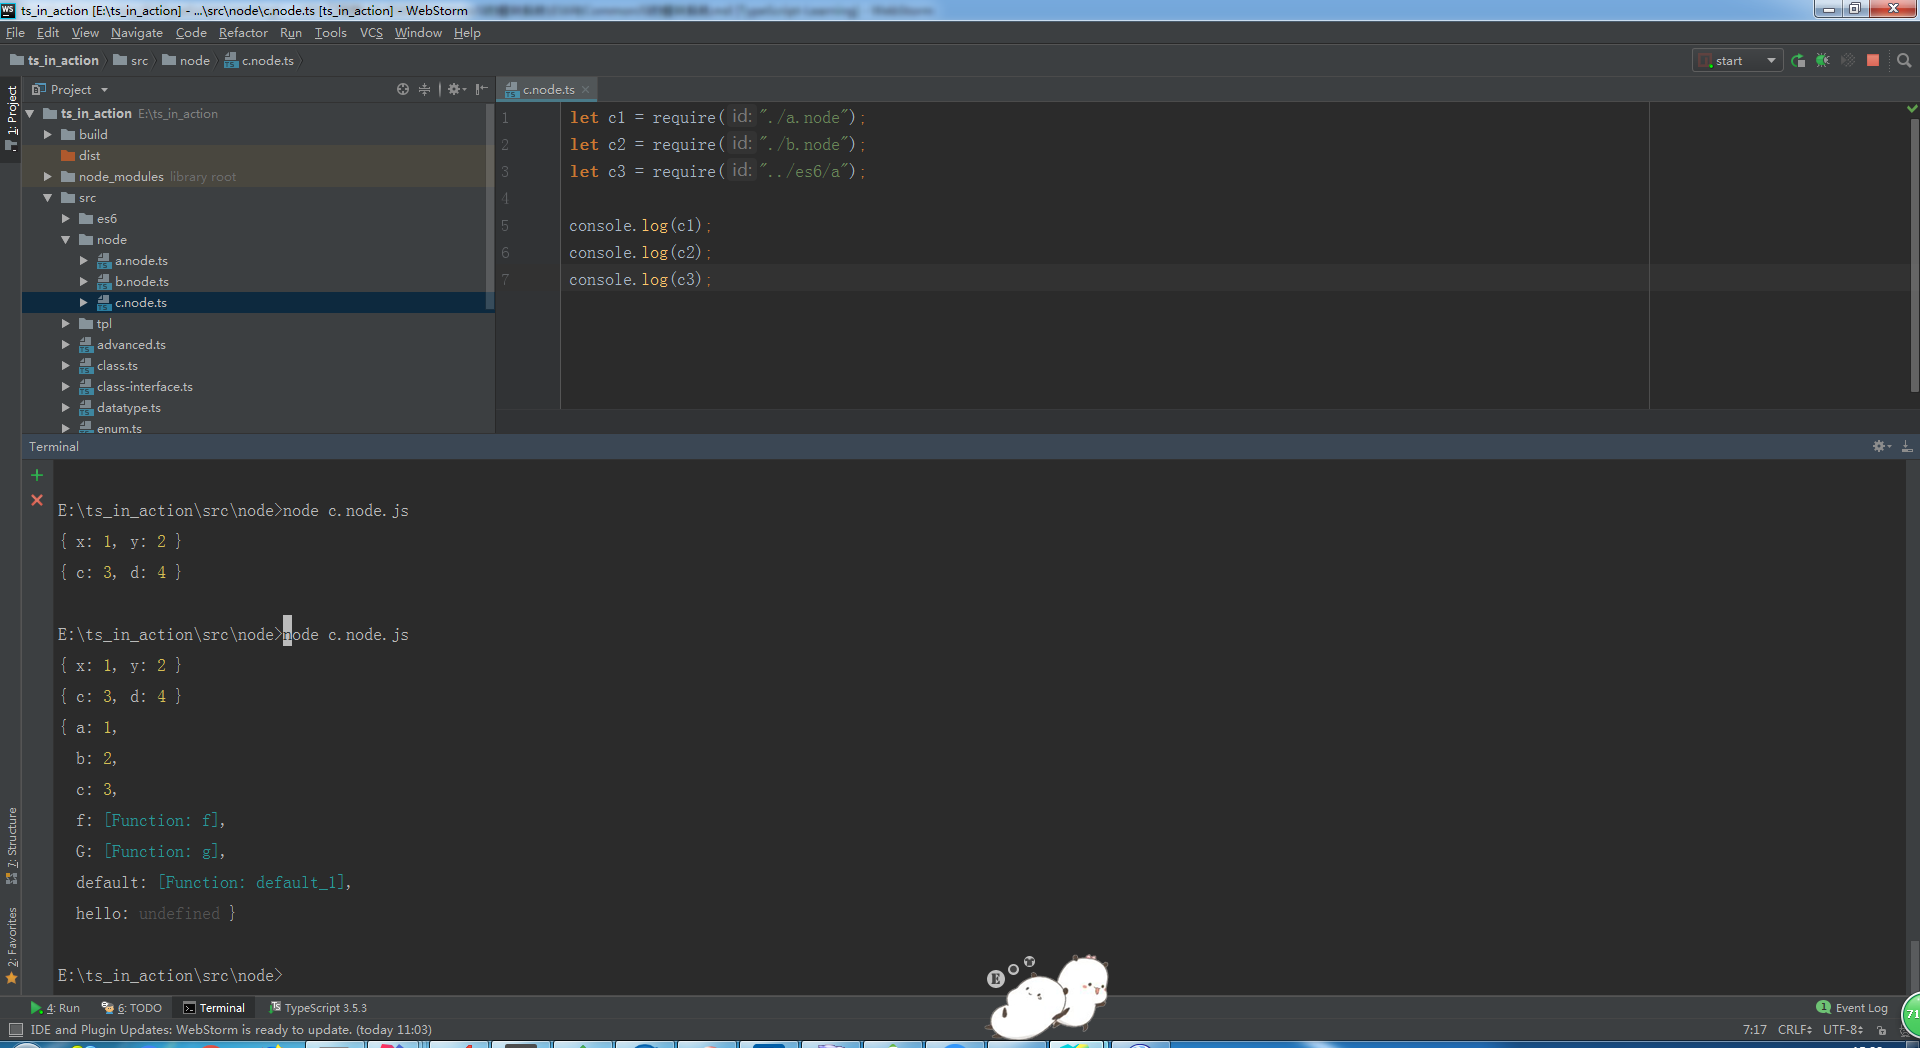 WS ts_in_action [E:\ts_in_action] - ...\src\node\c.node.ts [ts_in_action] - WebStorm
File Edit View Navigate Code Refactor Run Tools VCS Window Help
ts_in_action src node c.node.ts start
1: Project
Project
c.node.ts
ts_in_action E:\ts_in_action
build
dist
node_modules library root
src
es6
node
a.node.ts
b.node.ts
c.node.ts
tpl
advanced.ts
class.ts
class-interface.ts
datatype.ts
enum.ts
1 let c1 = require( id: "./a.node");
2 let c2 = require( id: "./b.node");
3 let c3 = require( id: "../es6/a");
4
5 console.log(c1);
6 console.log(c2);
7 console.log(c3);
Terminal
E:\ts_in_action\src\node>node c.node.js
{ x: 1, y: 2 }
{ c: 3, d: 4 }
E:\ts_in_action\src\node>node c.node.js
{ x: 1, y: 2 }
{ c: 3, d: 4 }
{ a: 1,
b: 2,
c: 3,
f: [Function: f],
G: [Function: g],
default: [Function: default_1],
hello: undefined }
E:\ts_in_action\src\node>
7: Structure
2: Favorites
E
4: Run 6: TODO Terminal TypeScript 3.5.3 1 Event Log
71
IDE and Plugin Updates: WebStorm is ready to update. (today 11:03) 7:17 CRLF UTF-8